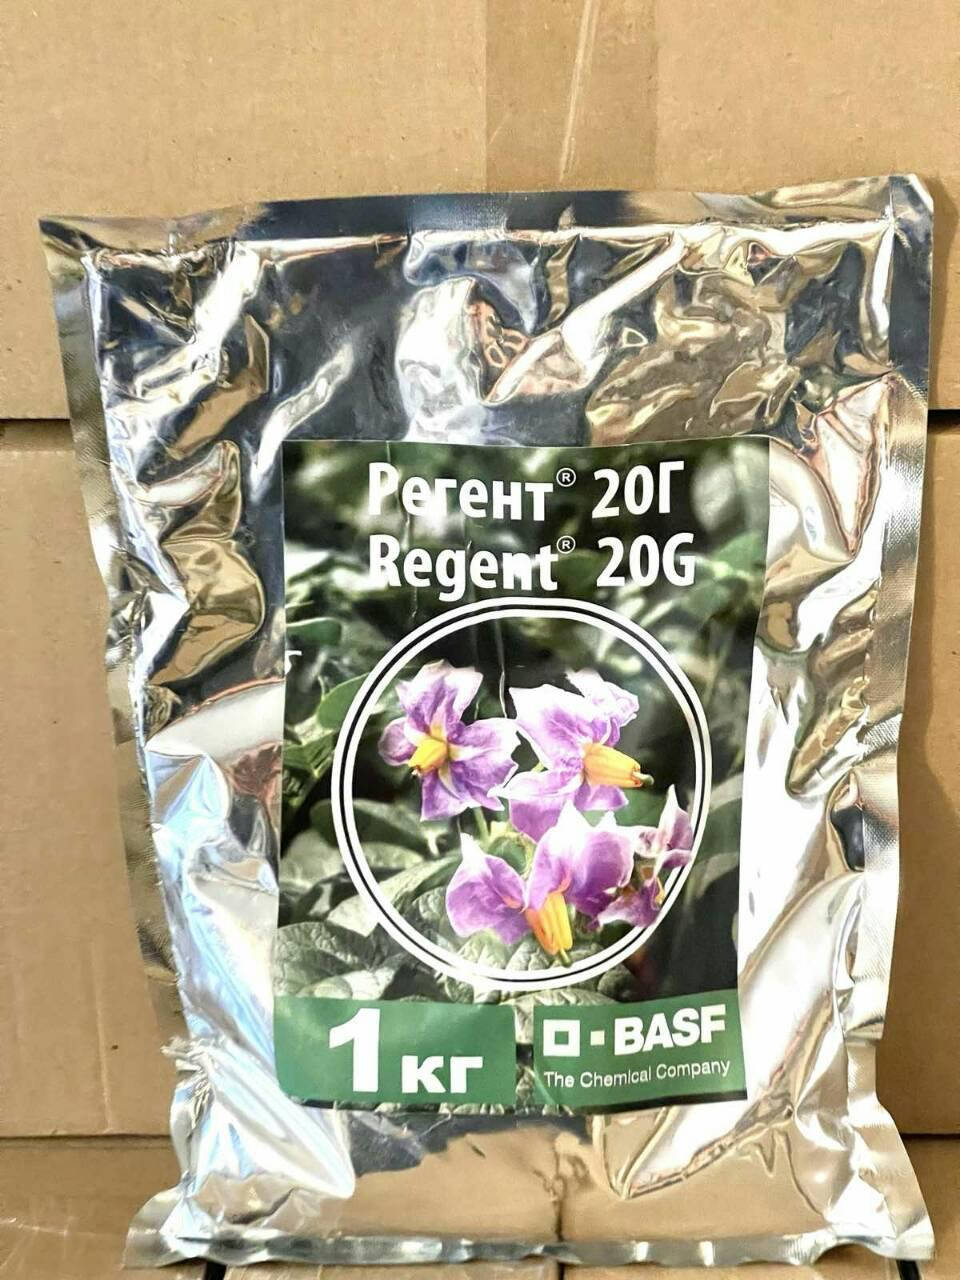 Регент® 20Г
Regent® 20G
1 кг
BASF
The Chemical Company